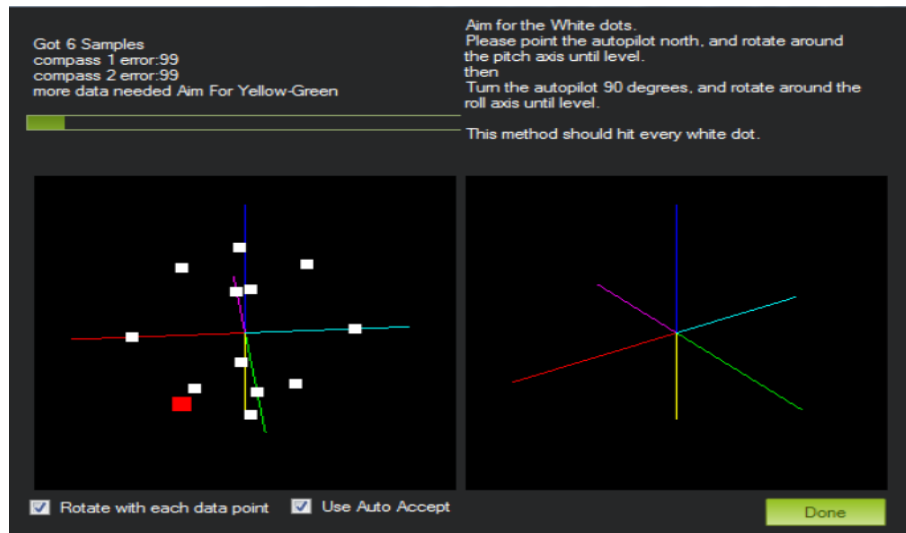 Got 6 Samples
compass 1 error:99
compass 2 error:99
more data needed Aim For Yellow-Green
Aim for the White dots.
Please point the autopilot north, and rotate around
the pitch axis until level.
then
Turn the autopilot 90 degrees, and rotate around the
roll axis until level.
This method should hit every white dot.
Rotate with each data point
Use Auto Accept
Done